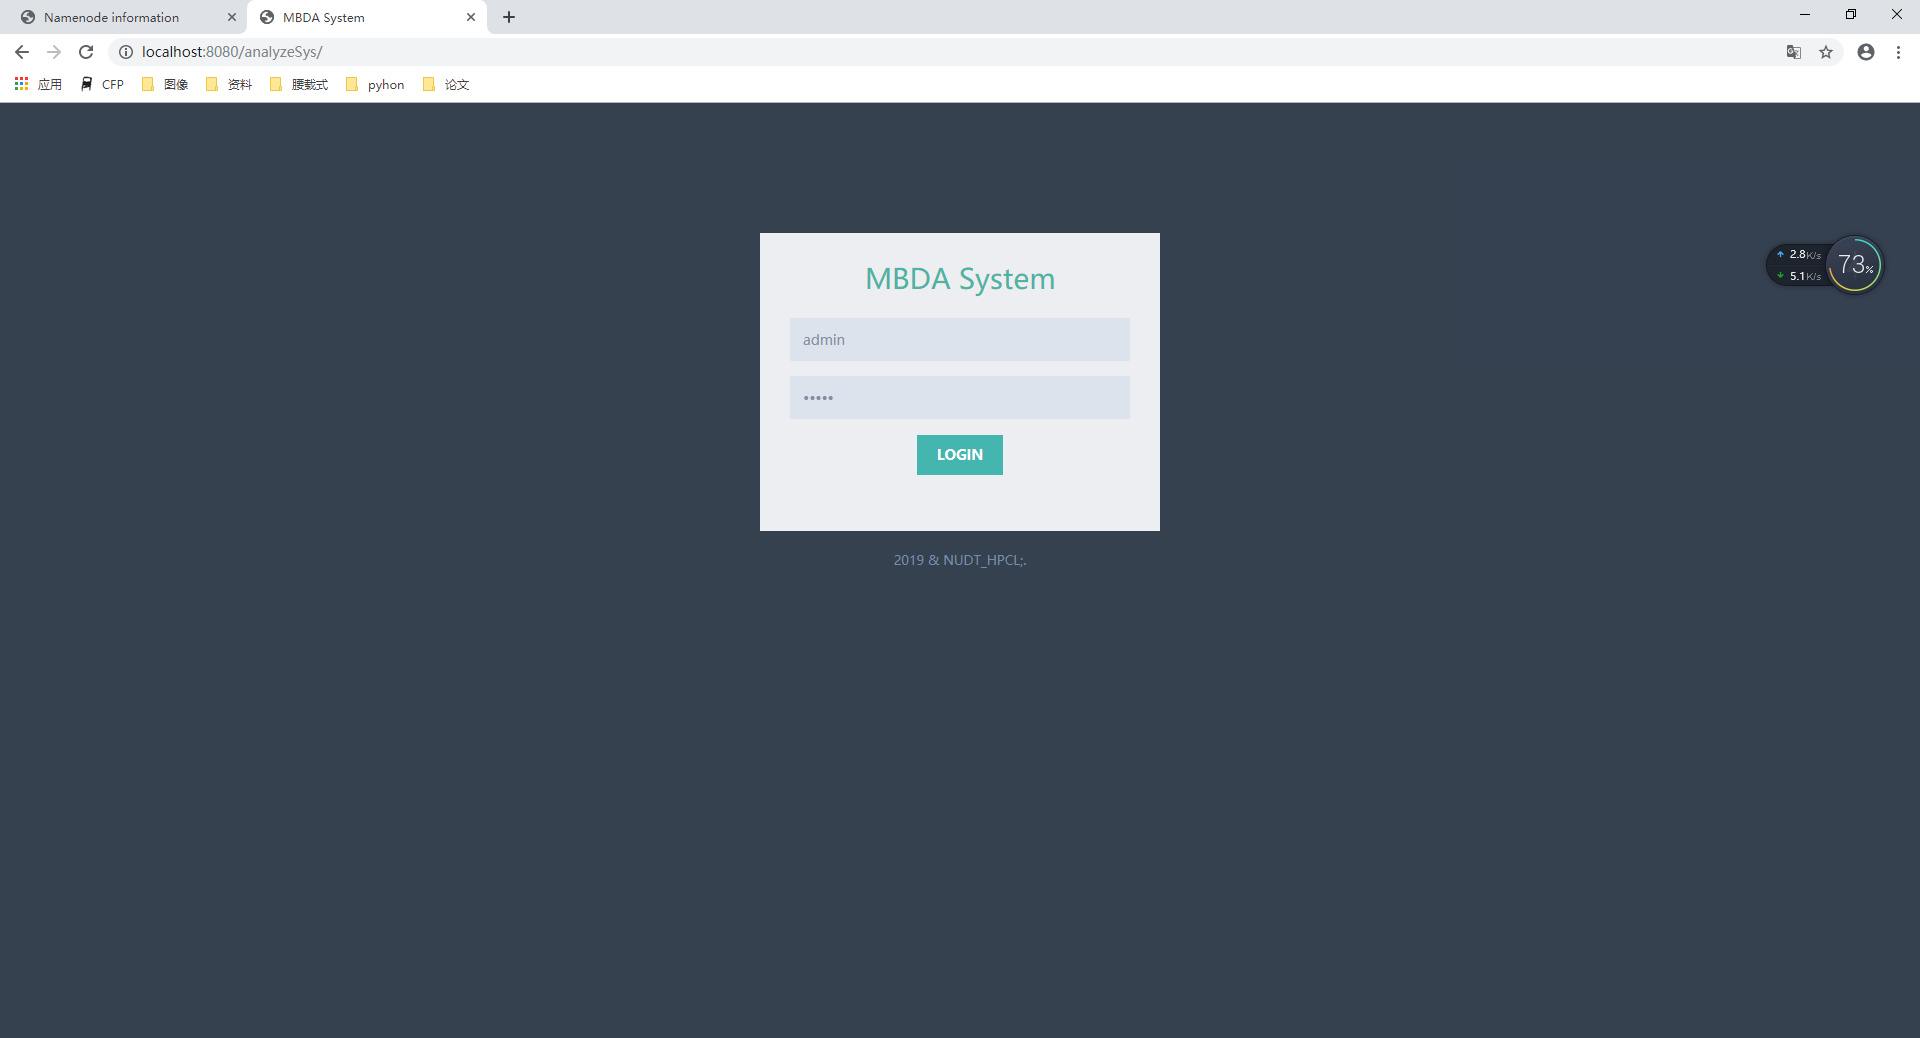 Namenode information
MBDA System
localhost:8080/analyzeSys/
应用
CFP
图像
资料
腰截式
pyhon
论文
MBDA System
admin
•••••
LOGIN
2019 & NUDT_HPCL;.
2.8K/s
5.1K/s
73%